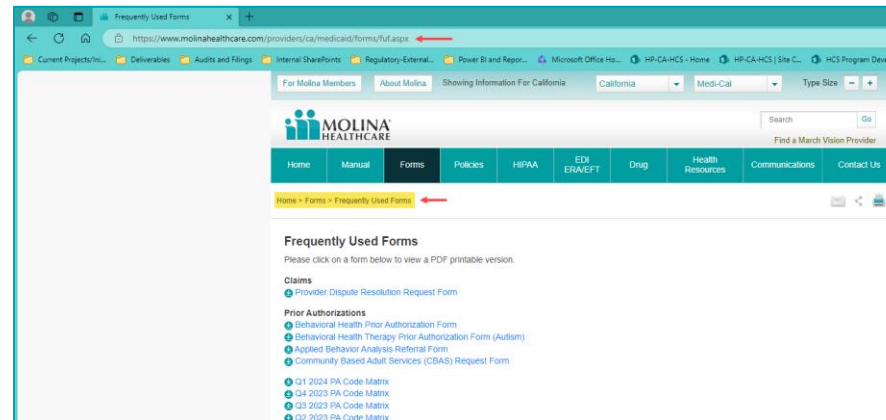 Frequently Used Forms
https://www.molinahealthcare.com/providers/ca/medicaid/forms/fuf.aspx
Current Projects/Ini... Deliverables Audits and Filings Internal SharePoints Regulatory-External... Power BI and Repor... Microsoft Office Ho... HP-CA-HCS - Home HP-CA-HCS | Site C... HCS Program Deve
For Molina Members About Molina Showing Information For California California Medi-Cal Type Size − +
MOLINA
HEALTHCARE
Search Go
Find a March Vision Provider
Home Manual Forms Policies HIPAA EDI ERA/EFT Drug Health Resources Communications Contact Us
Home > Forms > Frequently Used Forms
Frequently Used Forms
Please click on a form below to view a PDF printable version.
Claims
Provider Dispute Resolution Request Form
Prior Authorizations
Behavioral Health Prior Authorization Form
Behavioral Health Therapy Prior Authorization Form (Autism)
Applied Behavior Analysis Referral Form
Community Based Adult Services (CBAS) Request Form
Q1 2024 PA Code Matrix
Q4 2023 PA Code Matrix
Q3 2023 PA Code Matrix
Q2 2023 PA Code Matrix